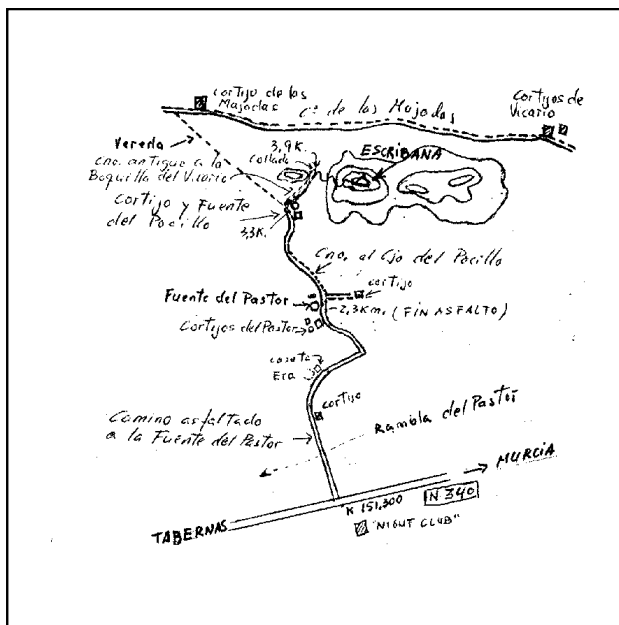 Cortijo de las
Majadas
Cº de las Majadas
Cortijos de
Vicario
Vereda
Cno. antiguo a la
Boquilla del Vicario
3,9K.
Collado
ESCRIBANA
Cortijo y Fuente
del Pocillo
3,3K.
Cno. al Cjo del Pocillo
Cortijo
Fuente del Pastor
2,3Km. (FIN ASFALTO)
Cortijos del Pastor
caseta
Era
Cortijo
Camino asfaltado
a la Fuente del Pastor
Rambla del Pastor
MURCIA
N 340
K 151,300
TABERNAS
"NIGHT CLUB"